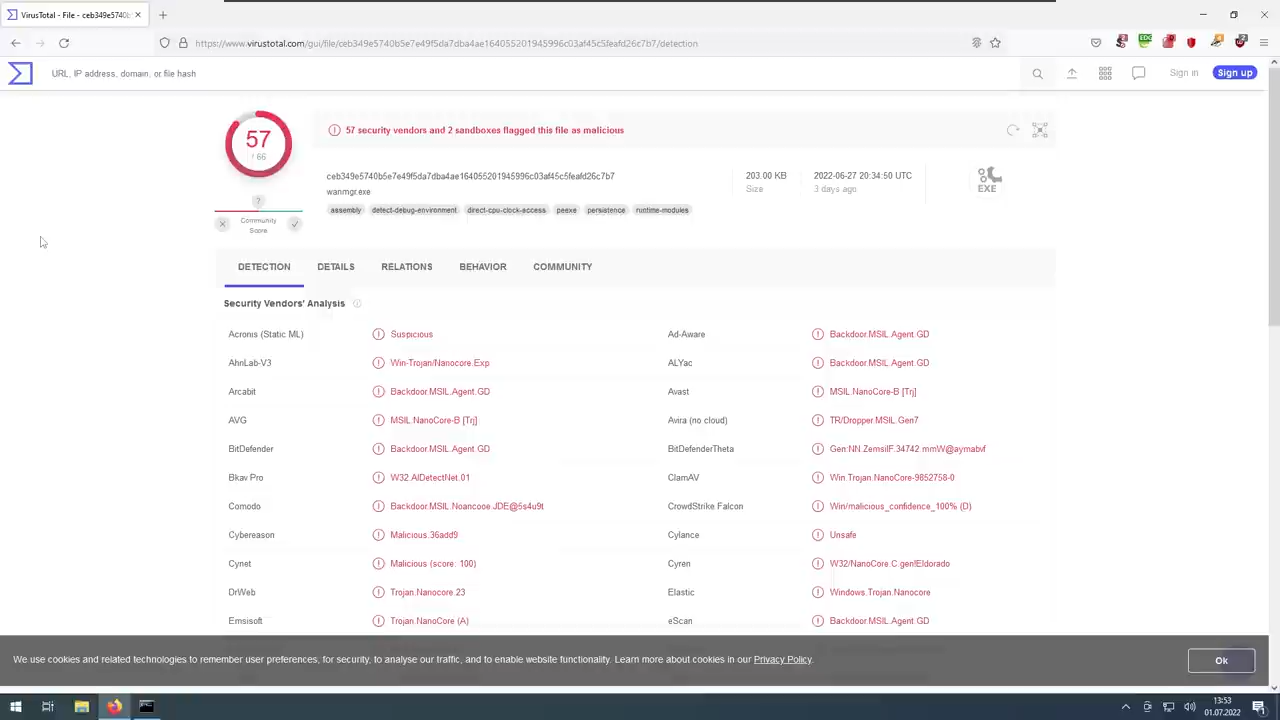 VirusTotal - File - ceb349e5740b
https://www.virustotal.com/gui/file/ceb349e5740b5e7e49f5da7dba4ae164055201945996c03af45c5feafd26c7b7/detection
URL, IP address, domain, or file hash
Sign in
Sign up
57
/ 66
57 security vendors and 2 sandboxes flagged this file as malicious
ceb349e5740b5e7e49f5da7dba4ae164055201945996c03af45c5feafd26c7b7
wanmgr.exe
203.00 KB
Size
2022-06-27 20:34:50 UTC
3 days ago
EXE
assembly detect-debug-environment direct-cpu-clock-access peexe persistence runtime-modules
?
Community
Score
DETECTION DETAILS RELATIONS BEHAVIOR COMMUNITY
Security Vendors' Analysis
Acronis (Static ML) Suspicious Ad-Aware Backdoor.MSIL.Agent.GD
AhnLab-V3 Win-Trojan/Nanocore.Exp ALYac Backdoor.MSIL.Agent.GD
Arcabit Backdoor.MSIL.Agent.GD Avast MSIL.NanoCore-B [Trj]
AVG MSIL.NanoCore-B [Trj] Avira (no cloud) TR/Dropper.MSIL.Gen7
BitDefender Backdoor.MSIL.Agent.GD BitDefenderTheta Gen:NN.ZemsilF.34742.mmW@aymabvf
Bkav Pro W32.AIDetectNet.01 ClamAV Win.Trojan.NanoCore-9852758-0
Comodo Backdoor.MSIL.Noancooe.JDE@5s4u9t CrowdStrike Falcon Win/malicious_confidence_100% (D)
Cybereason Malicious.36add9 Cylance Unsafe
Cynet Malicious (score: 100) Cyren W32/NanoCore.C.gen!Eldorado
DrWeb Trojan.Nanocore.23 Elastic Windows.Trojan.Nanocore
Emsisoft Trojan.NanoCore (A) eScan Backdoor.MSIL.Agent.GD
We use cookies and related technologies to remember user preferences, for security, to analyse our traffic, and to enable website functionality. Learn more about cookies in our Privacy Policy.
Ok
13:53
01.07.2022